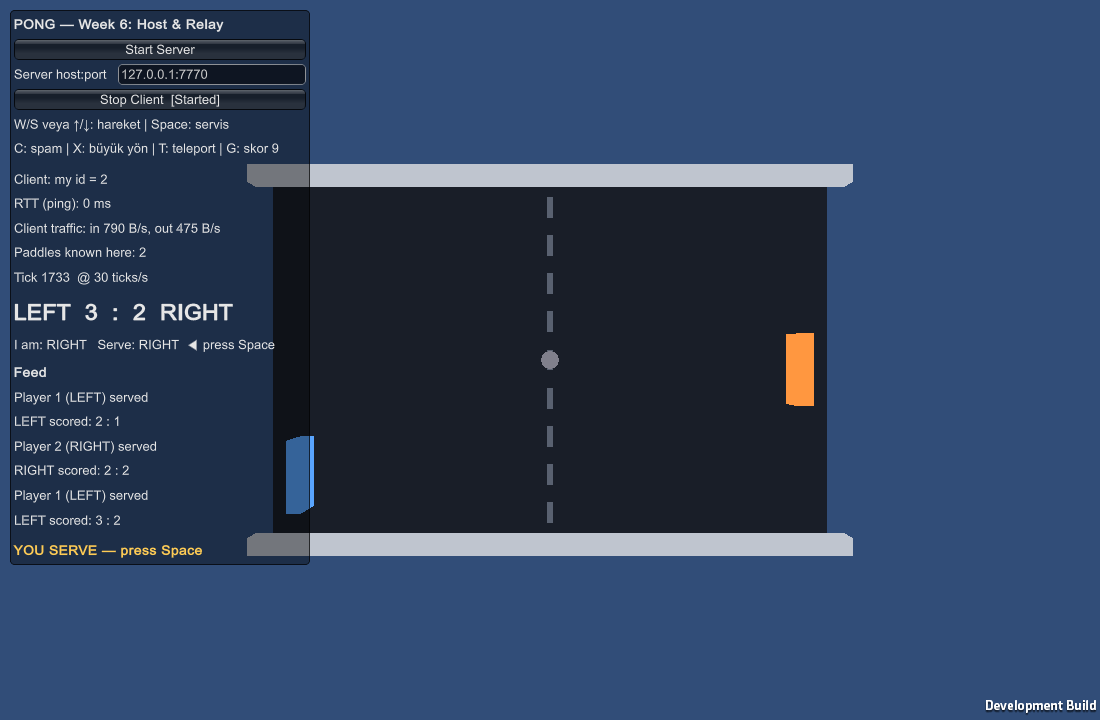 PONG — Week 6: Host & Relay
Start Server
Server host:port 127.0.0.1:7770
Stop Client [Started]
W/S veya ↑/↓: hareket | Space: servis
C: spam | X: büyük yön | T: teleport | G: skor 9
Client: my id = 2
RTT (ping): 0 ms
Client traffic: in 790 B/s, out 475 B/s
Paddles known here: 2
Tick 1733 @ 30 ticks/s
LEFT 3 : 2 RIGHT
I am: RIGHT Serve: RIGHT ◄ press Space
Feed
Player 1 (LEFT) served
LEFT scored: 2 : 1
Player 2 (RIGHT) served
RIGHT scored: 2 : 2
Player 1 (LEFT) served
LEFT scored: 3 : 2
YOU SERVE — press Space
Development Build